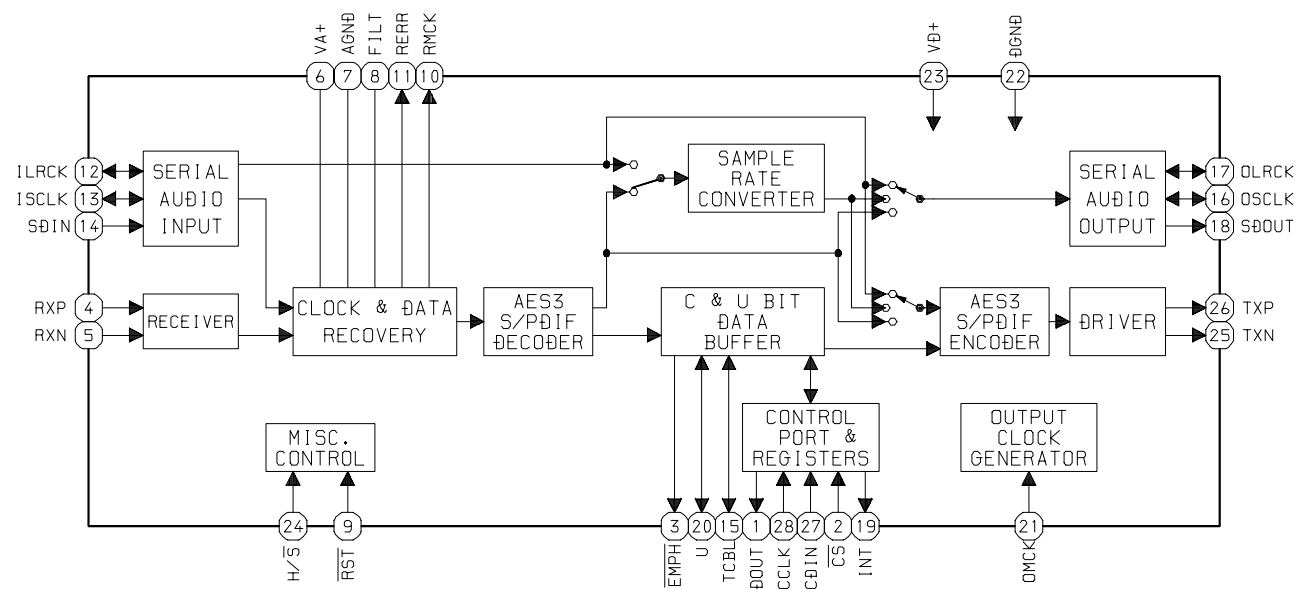 VA+
AGND
FILT
RERR
RMCK
VD+
DGND
6
7
8
11
10
23
22
ILRCK 12
ISCLK 13
SDIN 14
SERIAL
AUDIO
INPUT
SAMPLE
RATE
CONVERTER
SERIAL
AUDIO
OUTPUT
17 OLRCK
16 OSCLK
18 SDOUT
RXP 4
RXN 5
RECEIVER
CLOCK & DATA
RECOVERY
AES3
S/PDIF
DECODER
C & U BIT
DATA
BUFFER
AES3
S/PDIF
ENCODER
DRIVER
26 TXP
25 TXN
MISC.
CONTROL
CONTROL
PORT &
REGISTERS
OUTPUT
CLOCK
GENERATOR
24
9
3
20
15
1
28
27
2
19
21
H/S̅
R̅S̅T̅
E̅M̅P̅H̅
U
TCBL
DOUT
CCLK
CDIN
C̅S̅
INT
OMCK